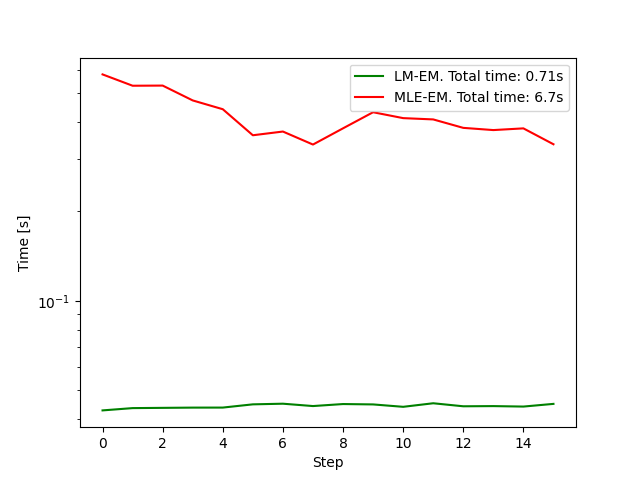 LM-EM. Total time: 0.71s
MLE-EM. Total time: 6.7s
Time [s]
10⁻¹
0 2 4 6 8 10 12 14
Step